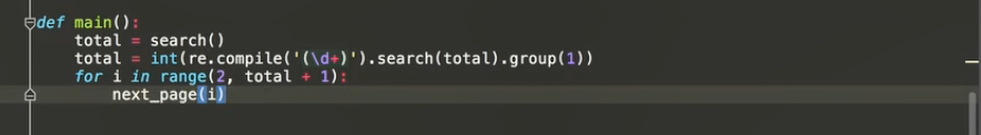 def main():
    total = search()
    total = int(re.compile('(\d+)').search(total).group(1))
    for i in range(2, total + 1):
        next_page(i)